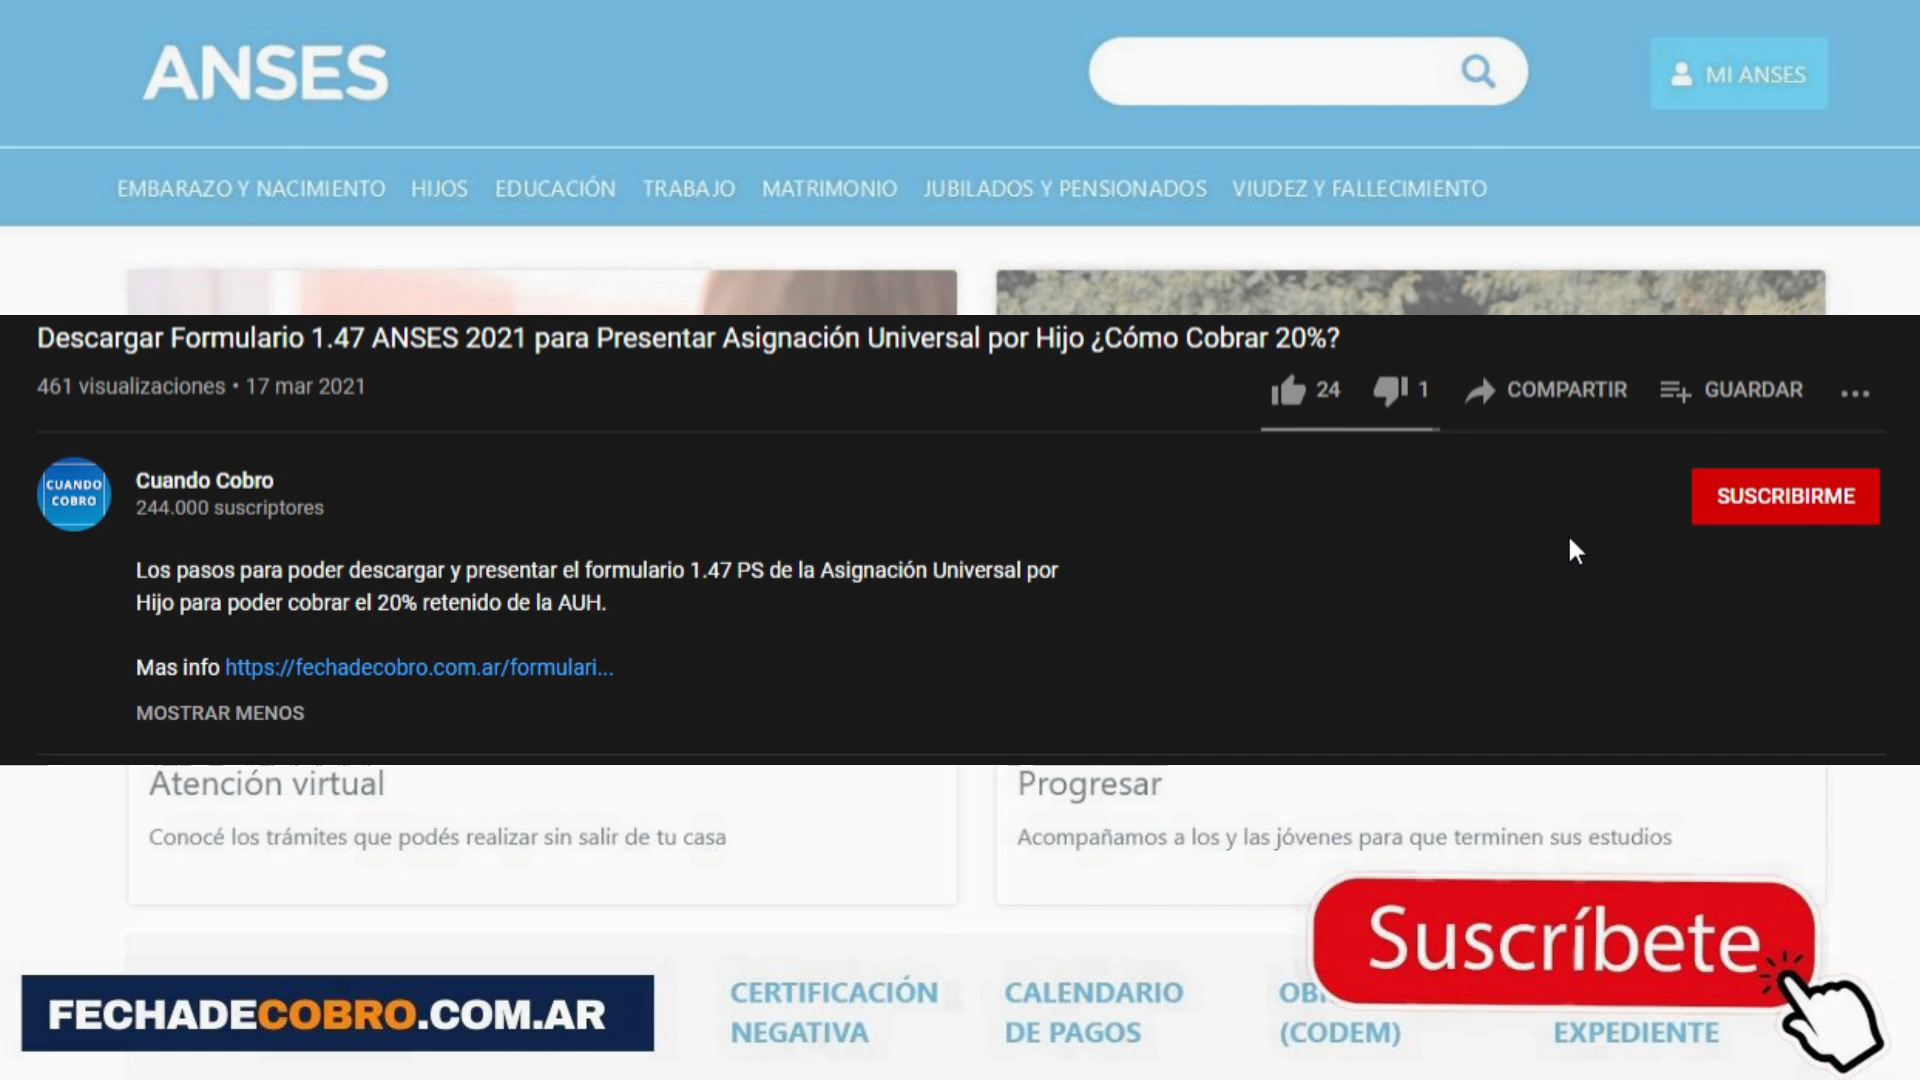 ANSES
MI ANSES
EMBARAZO Y NACIMIENTO HIJOS EDUCACIÓN TRABAJO MATRIMONIO JUBILADOS Y PENSIONADOS VIUDEZ Y FALLECIMIENTO
Descargar Formulario 1.47 ANSES 2021 para Presentar Asignación Universal por Hijo ¿Cómo Cobrar 20%?
461 visualizaciones • 17 mar 2021
24 1 COMPARTIR GUARDAR ...
CUANDO
COBRO
Cuando Cobro
244.000 suscriptores
SUSCRIBIRME
Los pasos para poder descargar y presentar el formulario 1.47 PS de la Asignación Universal por
Hijo para poder cobrar el 20% retenido de la AUH.
Mas info https://fechadecobro.com.ar/formulari...
MOSTRAR MENOS
Atención virtual
Conocé los trámites que podés realizar sin salir de tu casa
Progresar
Acompañamos a los y las jóvenes para que terminen sus estudios
Suscríbete
FECHADECOBRO.COM.AR
CERTIFICACIÓN
NEGATIVA
CALENDARIO
DE PAGOS
(CODEM)
EXPEDIENTE